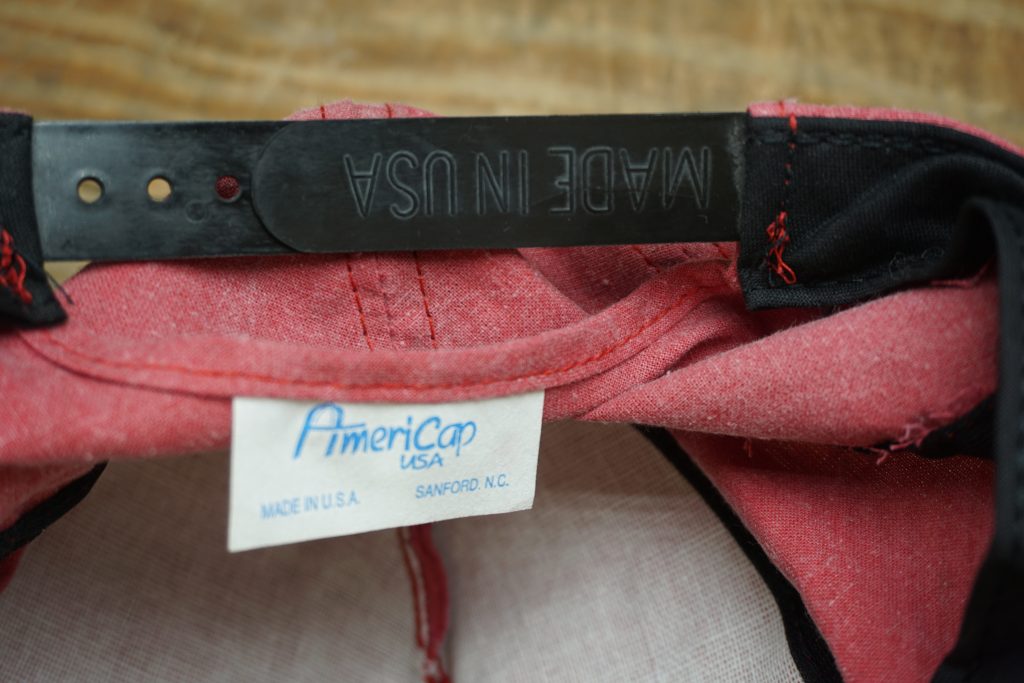 MADE IN USA
AmeriCap
USA
MADE IN U.S.A. SANFORD, N.C.